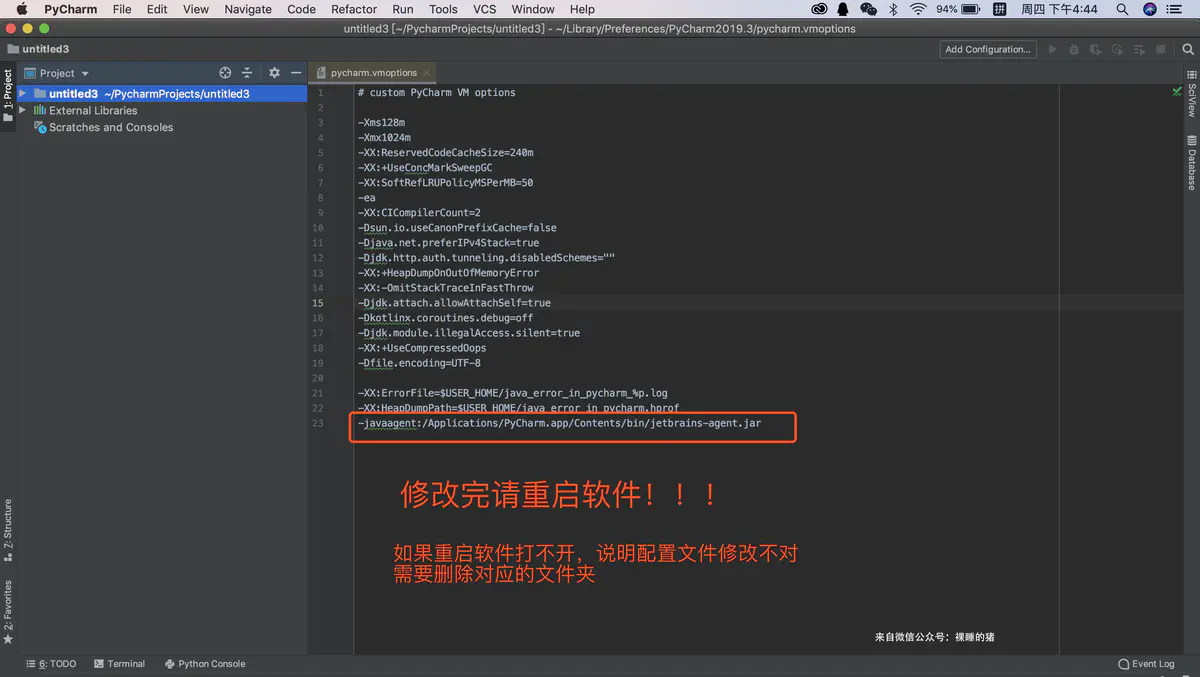 PyCharm File Edit View Navigate Code Refactor Run Tools VCS Window Help 94% 拼 周四 下午4:44
untitled3 [~/PycharmProjects/untitled3] - ~/Library/Preferences/PyCharm2019.3/pycharm.vmoptions
untitled3 Add Configuration...
Project
pycharm.vmoptions
1: Project
untitled3 ~/PycharmProjects/untitled3
External Libraries
Scratches and Consoles
1 # custom PyCharm VM options
2
3 -Xms128m
4 -Xmx1024m
5 -XX:ReservedCodeCacheSize=240m
6 -XX:+UseConcMarkSweepGC
7 -XX:SoftRefLRUPolicyMSPerMB=50
8 -ea
9 -XX:CICompilerCount=2
10 -Dsun.io.useCanonPrefixCache=false
11 -Djava.net.preferIPv4Stack=true
12 -Djdk.http.auth.tunneling.disabledSchemes=""
13 -XX:+HeapDumpOnOutOfMemoryError
14 -XX:-OmitStackTraceInFastThrow
15 -Djdk.attach.allowAttachSelf=true
16 -Dkotlinx.coroutines.debug=off
17 -Djdk.module.illegalAccess.silent=true
18 -XX:+UseCompressedOops
19 -Dfile.encoding=UTF-8
20
21 -XX:ErrorFile=$USER_HOME/java_error_in_pycharm_%p.log
22 -XX:HeapDumpPath=$USER_HOME/java_error_in_pycharm.hprof
23 -javaagent:/Applications/PyCharm.app/Contents/bin/jetbrains-agent.jar
修改完请重启软件！！！
如果重启软件打不开，说明配置文件修改不对
需要删除对应的文件夹
来自微信公众号：裸睡的猪
SciView
Database
7: Structure
2: Favorites
6: TODO Terminal Python Console Event Log